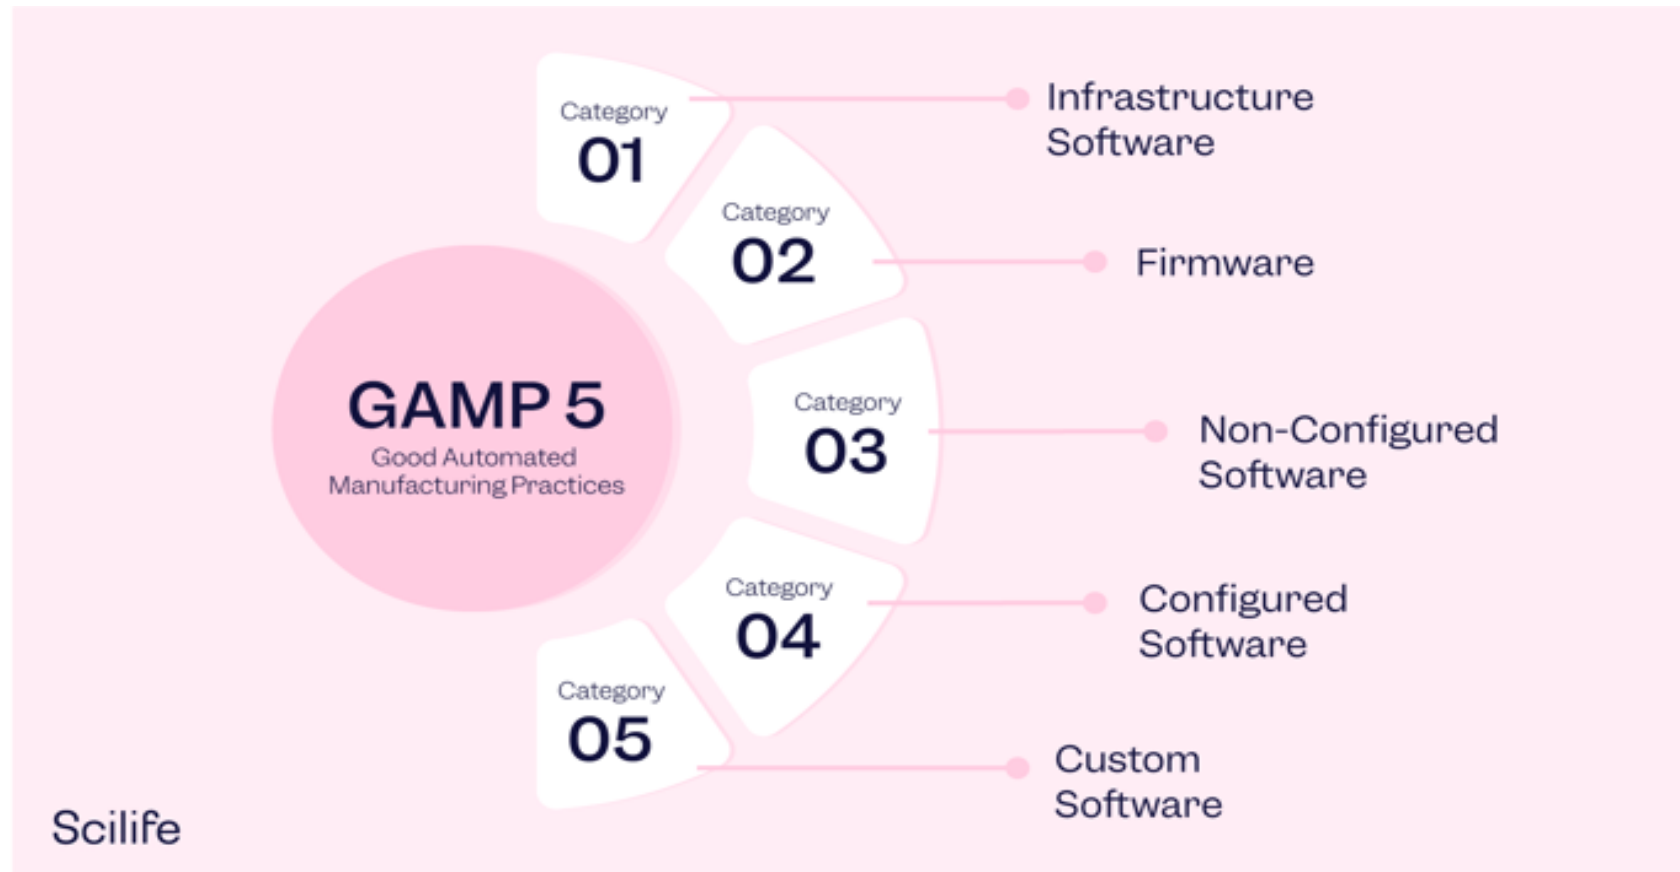 Category
01
Infrastructure
Software
Category
02
Firmware
GAMP 5
Good Automated
Manufacturing Practices
Category
03
Non-Configured
Software
Category
04
Configured
Software
Category
05
Custom
Software
Scilife